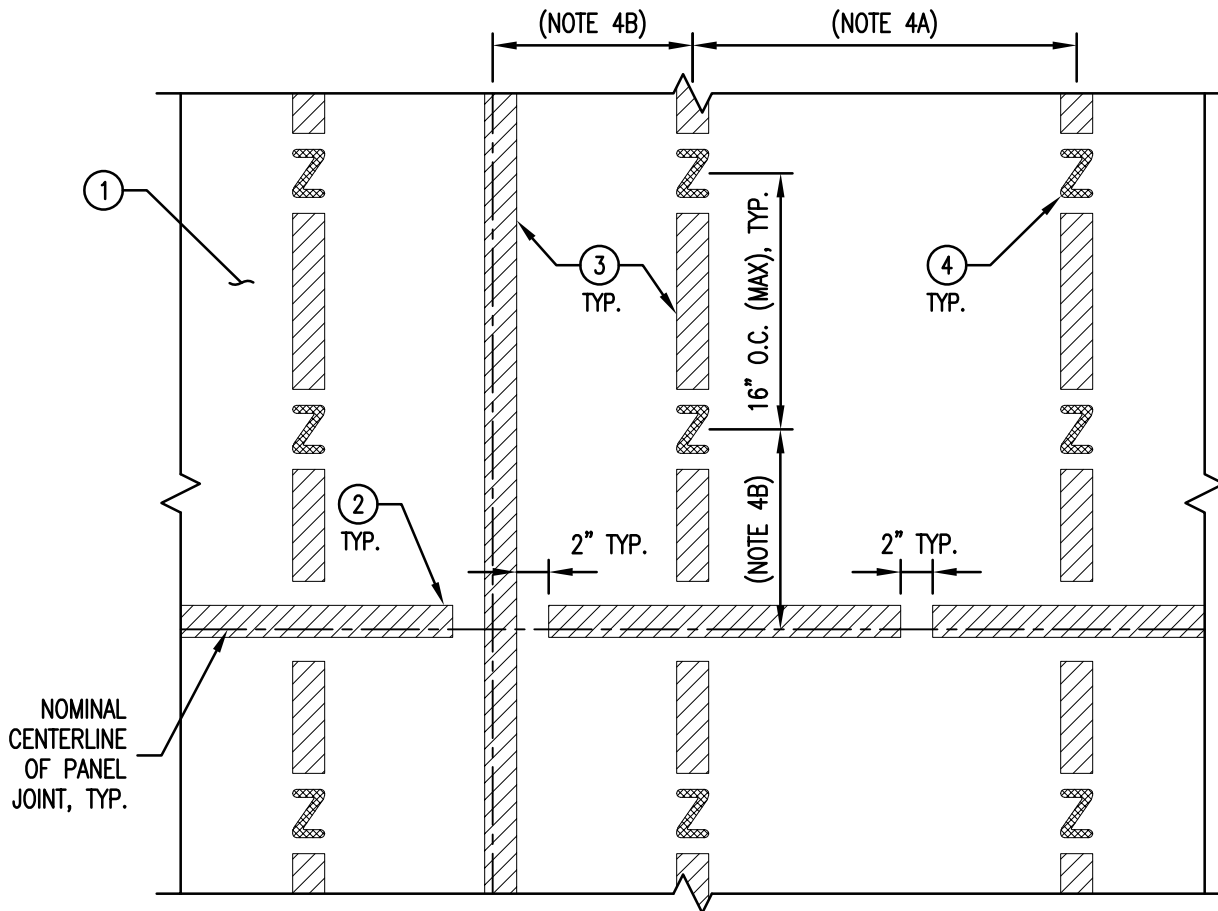 (NOTE 4B)
(NOTE 4A)
Z
Z
Z
1
16" O.C. (MAX), TYP.
3
TYP.
4
TYP.
Z
Z
Z
2
TYP.
2" TYP.
(NOTE 4B)
2" TYP.
NOMINAL
CENTERLINE
OF PANEL
JOINT, TYP.
Z
Z
Z